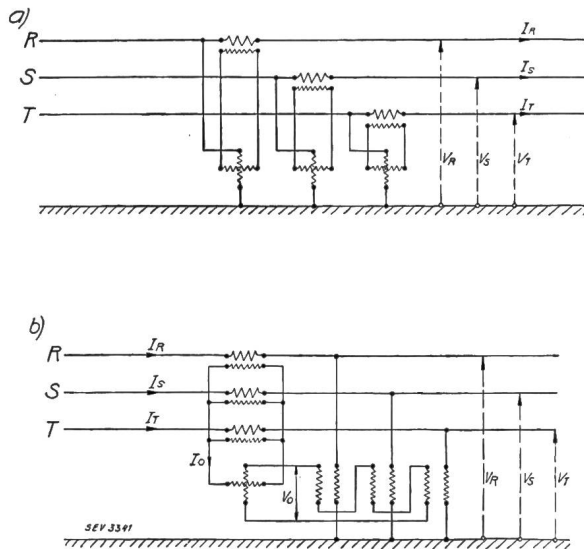 a)
R I_R
S I_S
T I_T
V_R V_S V_T
b)
R I_R
S I_S
T I_T
I_0
V_0 V_R V_S V_T
SEV 3341